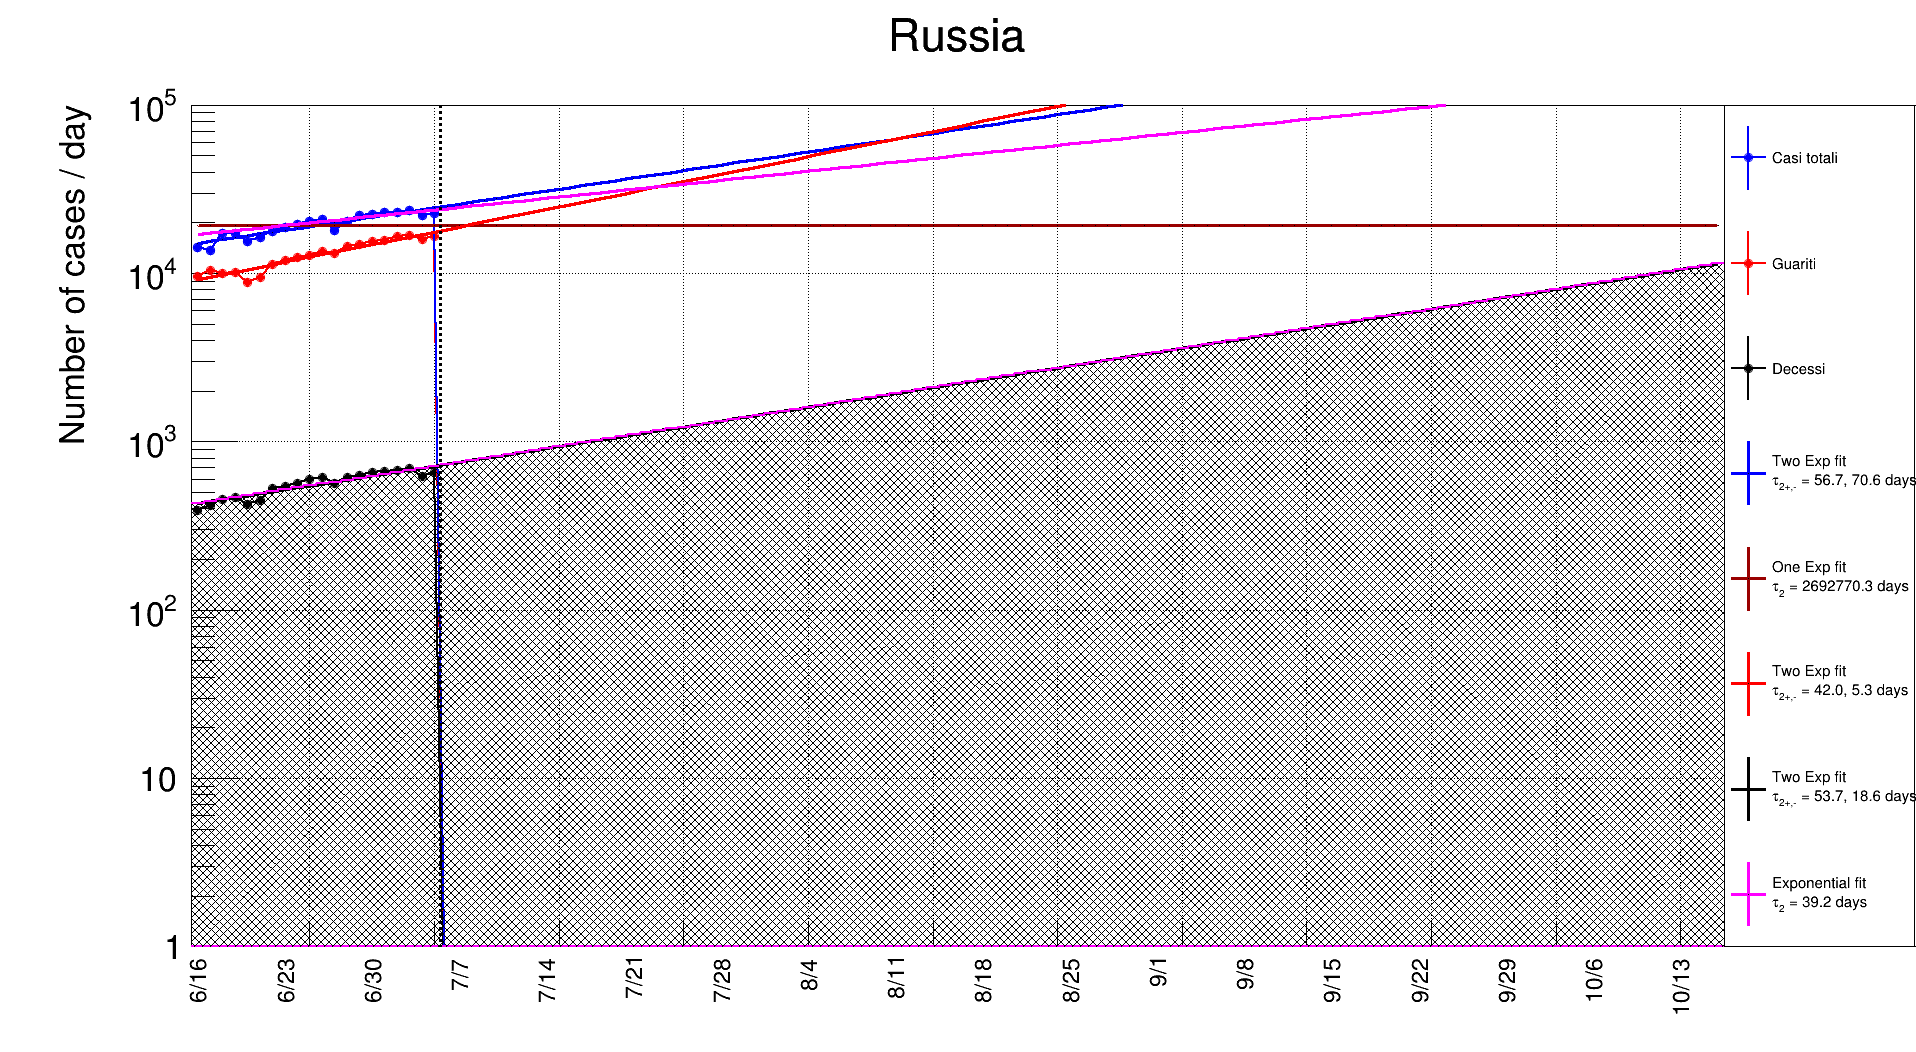 Russia
Number of cases / day
10^5
10^4
10^3
10^2
10
1
6/16
6/23
6/30
7/7
7/14
7/21
7/28
8/4
8/11
8/18
8/25
9/1
9/8
9/15
9/22
9/29
10/6
10/13
Casi totali
Guariti
Decessi
Two Exp fit
τ2+,- = 56.7, 70.6 days
One Exp fit
τ2 = 2692770.3 days
Two Exp fit
τ2+,- = 42.0, 5.3 days
Two Exp fit
τ2+,- = 53.7, 18.6 days
Exponential fit
τ2 = 39.2 days